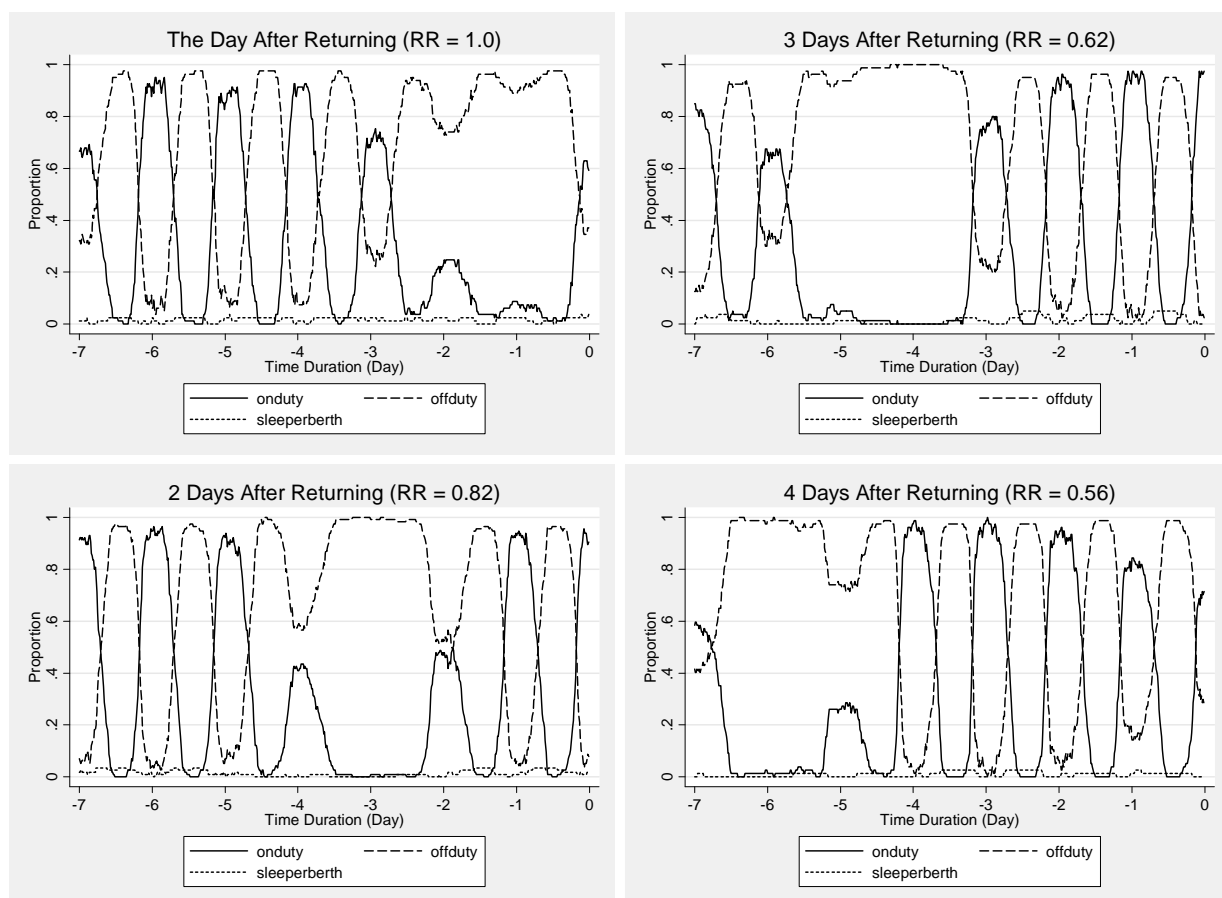 The Day After Returning (RR = 1.0)
Proportion
1
.8
.6
.4
.2
0
-7 -6 -5 -4 -3 -2 -1 0
Time Duration (Day)
onduty offduty
sleeperberth
3 Days After Returning (RR = 0.62)
Proportion
1
.8
.6
.4
.2
0
-7 -6 -5 -4 -3 -2 -1 0
Time Duration (Day)
onduty offduty
sleeperberth
2 Days After Returning (RR = 0.82)
Proportion
1
.8
.6
.4
.2
0
-7 -6 -5 -4 -3 -2 -1 0
Time Duration (Day)
onduty offduty
sleeperberth
4 Days After Returning (RR = 0.56)
Proportion
1
.8
.6
.4
.2
0
-7 -6 -5 -4 -3 -2 -1 0
Time Duration (Day)
onduty offduty
sleeperberth